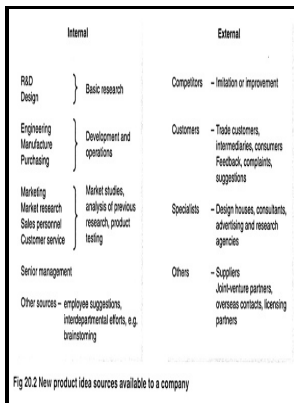 Internal
R&D
Design
Basic research
Engineering
Manufacture
Purchasing
Development and
operations
Marketing
Market research
Sales personnel
Customer service
Market studies,
analysis of previous
research, product
testing
Senior management
Other sources – employee suggestions,
interdepartmental efforts, e.g.
brainstoming
External
Competitors – Imitation or improvement
Customers – Trade customers,
intermediaries, consumers
Feedback, complaints,
suggestions
Specialists – Design houses, consultants,
advertising and research
agencies
Others – Suppliers
Joint-venture partners,
overseas contacts, licensing
partners
Fig 20.2 New product idea sources available to a company